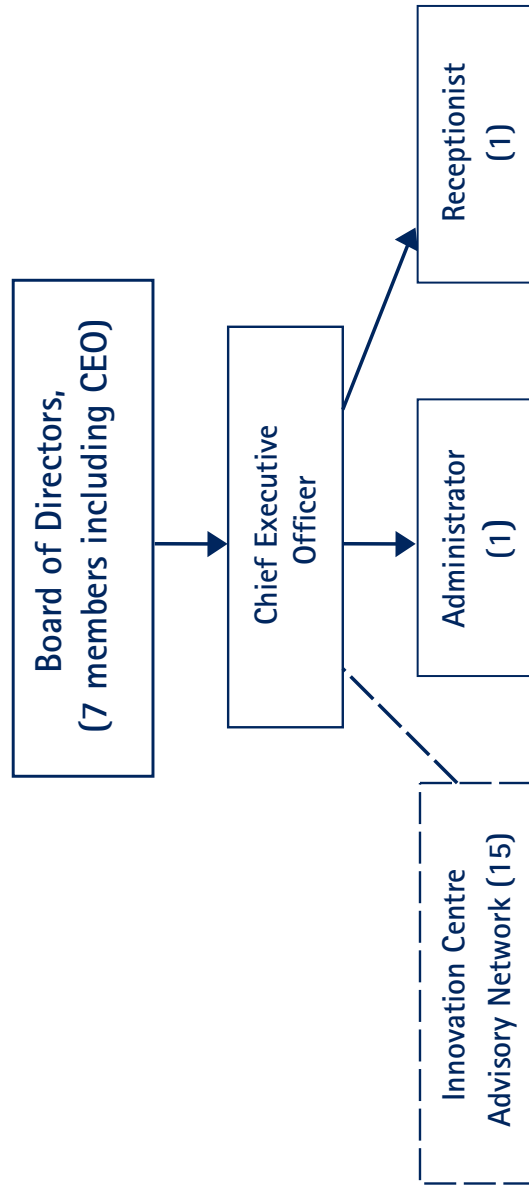 Board of Directors,
(7 members including CEO)
Chief Executive
Officer
Innovation Centre
Advisory Network (15)
Administrator
(1)
Receptionist
(1)